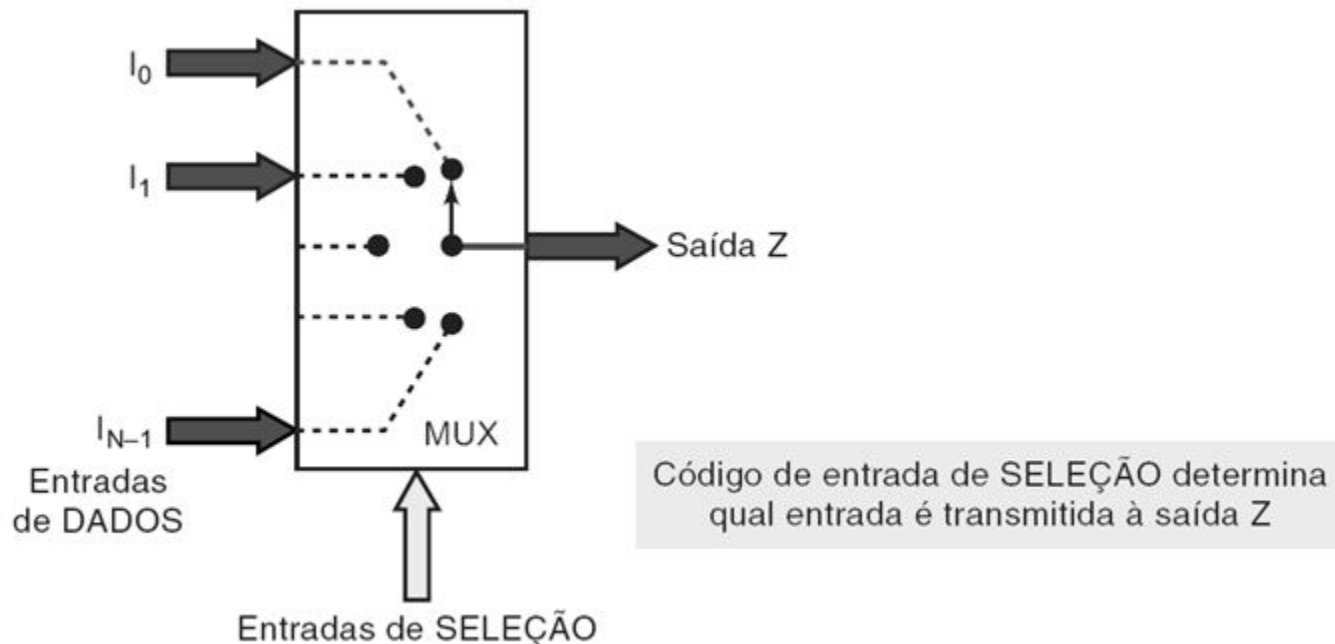 I0
I1
Saída Z
IN–1
MUX
Entradas
de DADOS
Código de entrada de SELEÇÃO determina
qual entrada é transmitida à saída Z
Entradas de SELEÇÃO